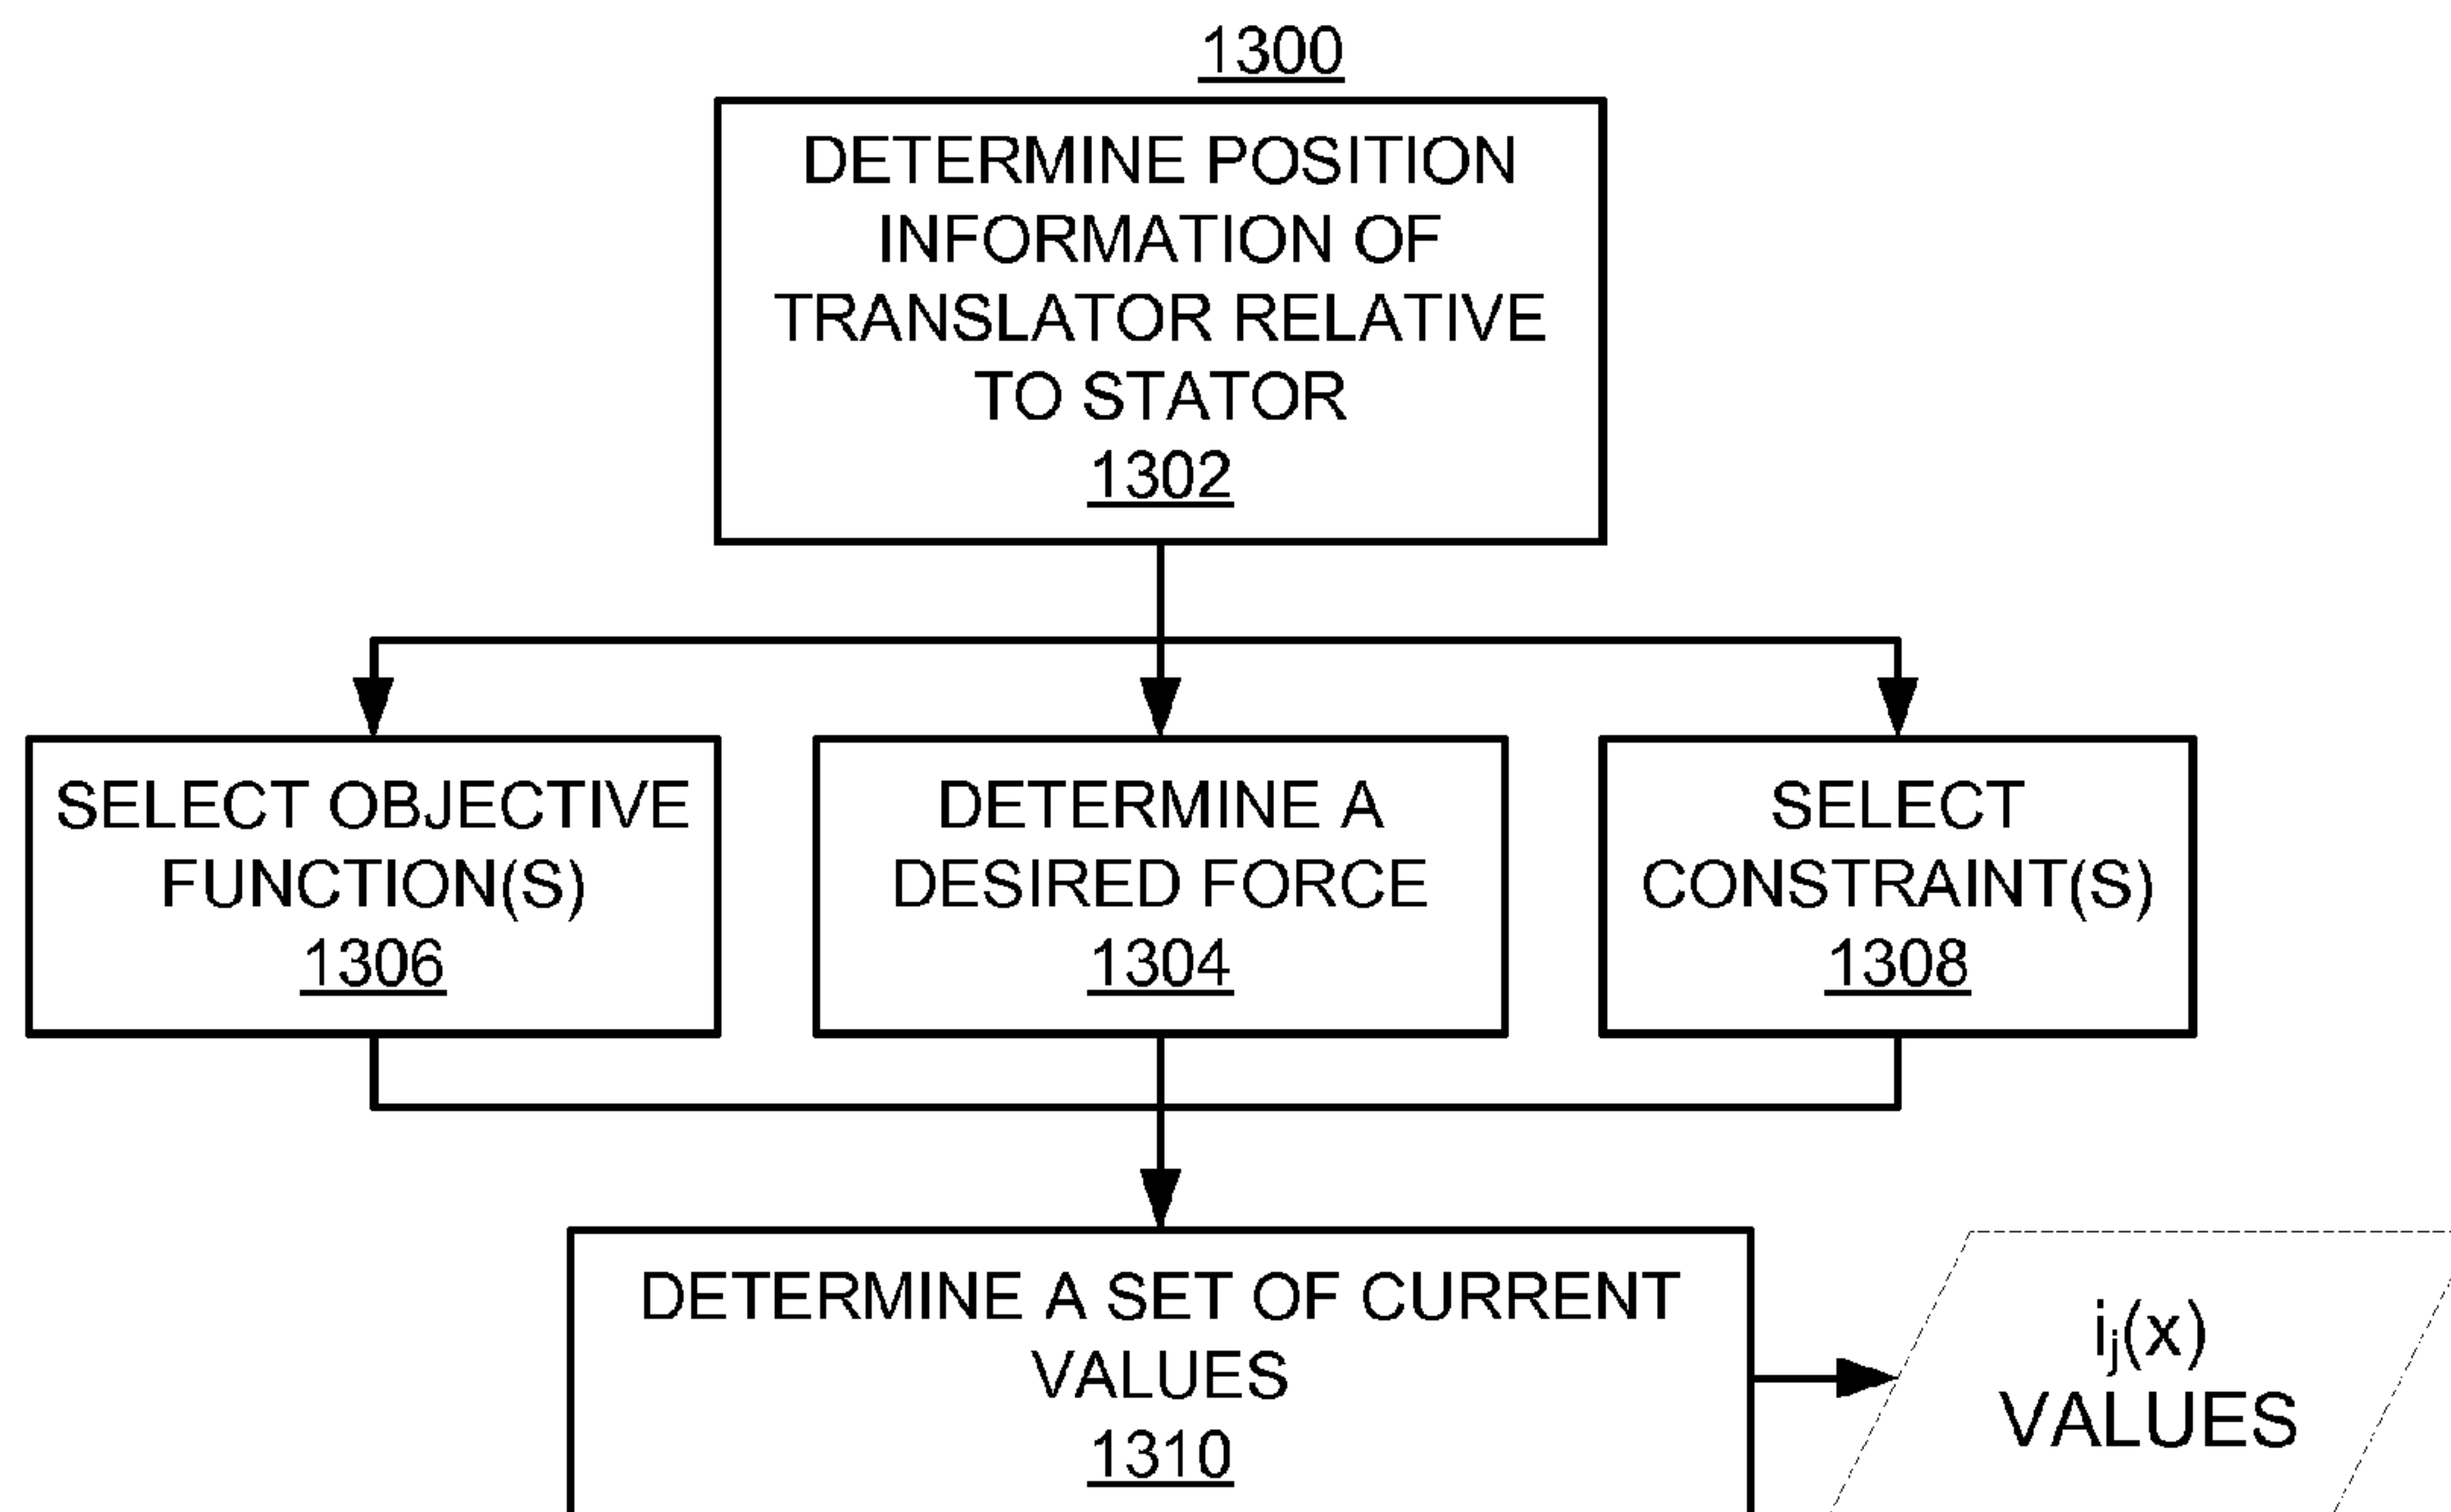 1300
DETERMINE POSITION
INFORMATION OF
TRANSLATOR RELATIVE
TO STATOR
1302
SELECT OBJECTIVE
FUNCTION(S)
1306
DETERMINE A
DESIRED FORCE
1304
SELECT
CONSTRAINT(S)
1308
DETERMINE A SET OF CURRENT
VALUES
1310
ij(x)
VALUES